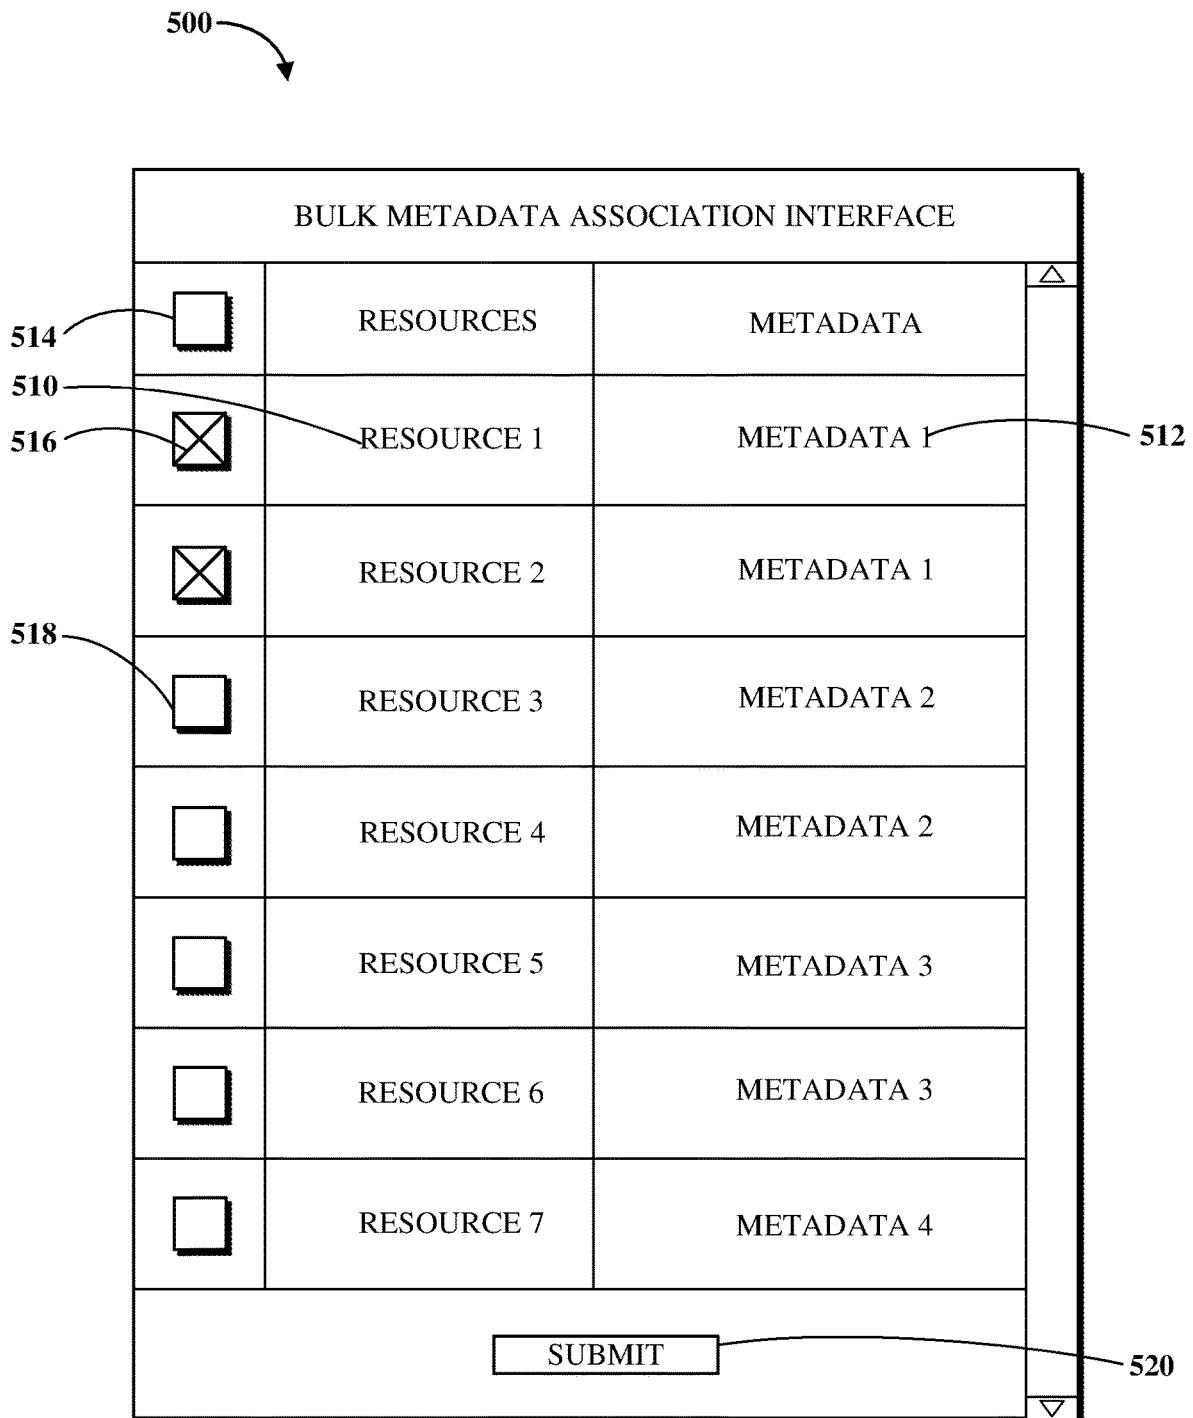 500
BULK METADATA ASSOCIATION INTERFACE
514
RESOURCES
METADATA
510
516
RESOURCE 1
METADATA 1
512
RESOURCE 2
METADATA 1
518
RESOURCE 3
METADATA 2
RESOURCE 4
METADATA 2
RESOURCE 5
METADATA 3
RESOURCE 6
METADATA 3
RESOURCE 7
METADATA 4
SUBMIT
520